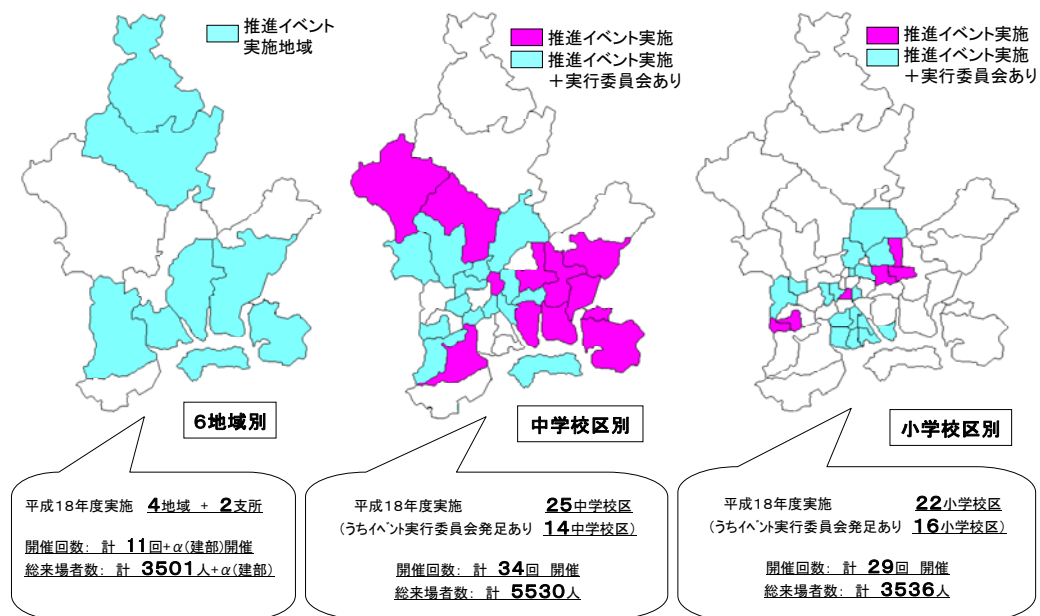 推進イベント
実施地域
6地域別
平成18年度実施 4地域 + 2支所
開催回数: 計 11回+α(建部)開催
総来場者数: 計 3501人+α(建部)
推進イベント実施
推進イベント実施
＋実行委員会あり
中学校区別
平成18年度実施 25中学校区
(うちイベント実行委員会発足あり 14中学校区)
開催回数: 計 34回 開催
総来場者数: 計 5530人
推進イベント実施
推進イベント実施
＋実行委員会あり
小学校区別
平成18年度実施 22小学校区
(うちイベント実行委員会発足あり 16小学校区)
開催回数: 計 29回 開催
総来場者数: 計 3536人